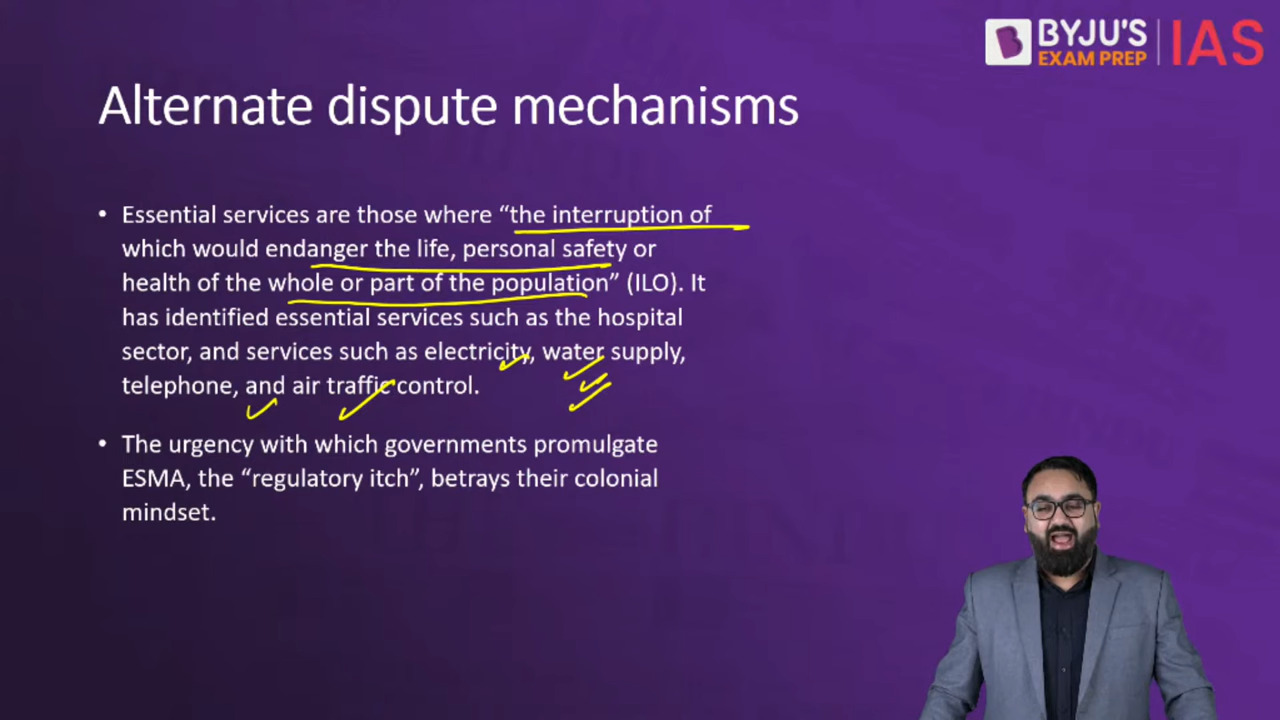 BYJU'S
EXAM PREP
IAS
Alternate dispute mechanisms
• Essential services are those where “the interruption of
which would endanger the life, personal safety or
health of the whole or part of the population” (ILO). It
has identified essential services such as the hospital
sector, and services such as electricity, water supply,
telephone, and air traffic control.
• The urgency with which governments promulgate
ESMA, the “regulatory itch”, betrays their colonial
mindset.